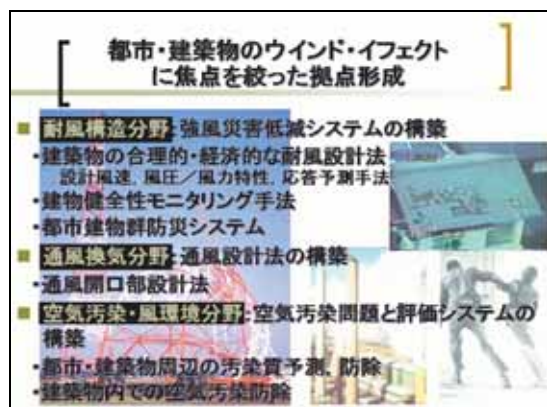 都市・建築物のウインド・イフェクト
に焦点を絞った拠点形成
■ 耐風構造分野:強風災害低減システムの構築
・建築物の合理的・経済的な耐風設計法
設計風速, 風圧/風力特性, 応答予測手法
・建物健全性モニタリング手法
・都市建物群防災システム
■ 通風換気分野:通風設計法の構築
・通風開口部設計法
■ 空気汚染・風環境分野:空気汚染問題と評価システムの
構築
・都市・建築物周辺の汚染質予測, 防除
・建築物内での空気汚染防除